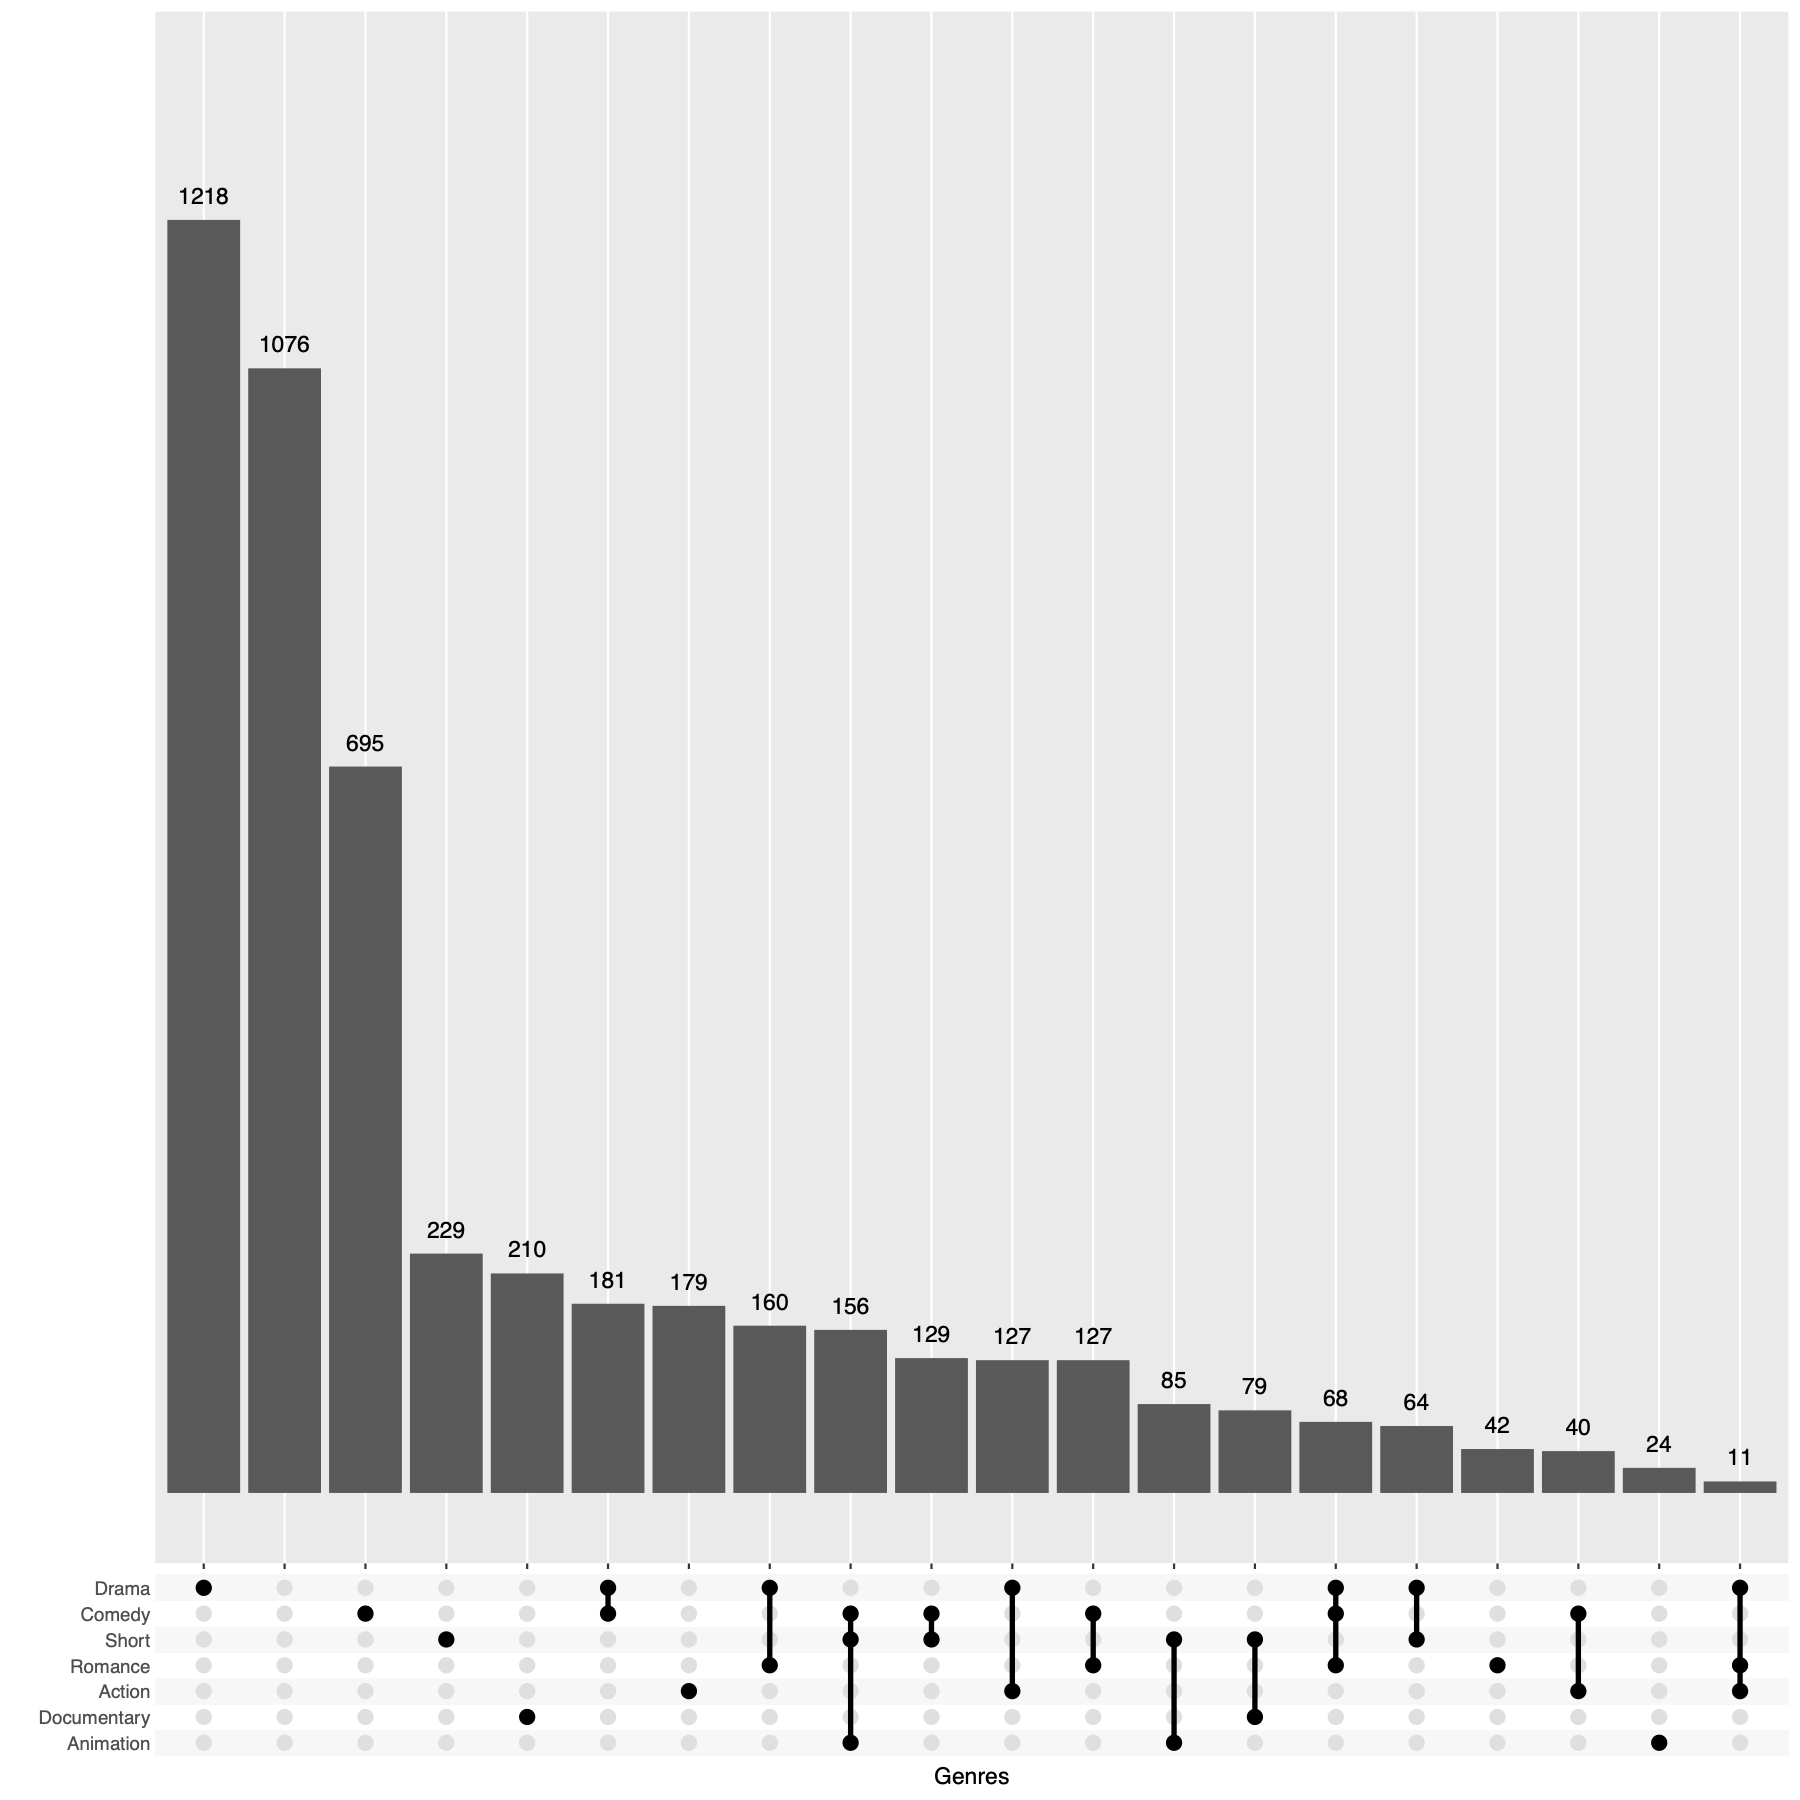 1218
1076
695
229
210
181
179
160
156
129
127
127
85
79
68
64
42
40
24
11
Drama
Comedy
Short
Romance
Action
Documentary
Animation
Genres